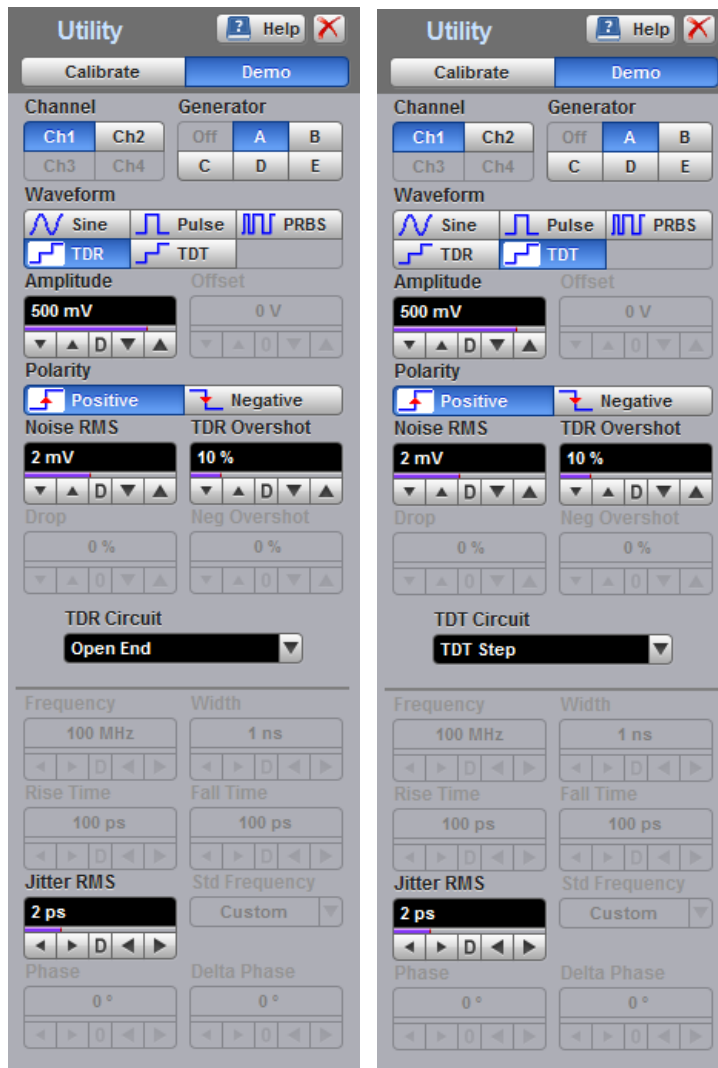 Utility ? Help
Calibrate Demo
Channel Generator
Ch1 Ch2 Off A B
Ch3 Ch4 C D E
Waveform
Sine Pulse PRBS
TDR TDT
Amplitude Offset
500 mV 0 V
D 0
Polarity
Positive Negative
Noise RMS TDR Overshot
2 mV 10 %
D D
Drop Neg Overshot
0 % 0 %
0 0
TDR Circuit
Open End
Frequency Width
100 MHz 1 ns
D D
Rise Time Fall Time
100 ps 100 ps
D D
Jitter RMS Std Frequency
2 ps Custom
D
Phase Delta Phase
0 ° 0 °
0 0
Utility ? Help
Calibrate Demo
Channel Generator
Ch1 Ch2 Off A B
Ch3 Ch4 C D E
Waveform
Sine Pulse PRBS
TDR TDT
Amplitude Offset
500 mV 0 V
D 0
Polarity
Positive Negative
Noise RMS TDR Overshot
2 mV 10 %
D D
Drop Neg Overshot
0 % 0 %
0 0
TDT Circuit
TDT Step
Frequency Width
100 MHz 1 ns
D D
Rise Time Fall Time
100 ps 100 ps
D D
Jitter RMS Std Frequency
2 ps Custom
D
Phase Delta Phase
0 ° 0 °
0 0